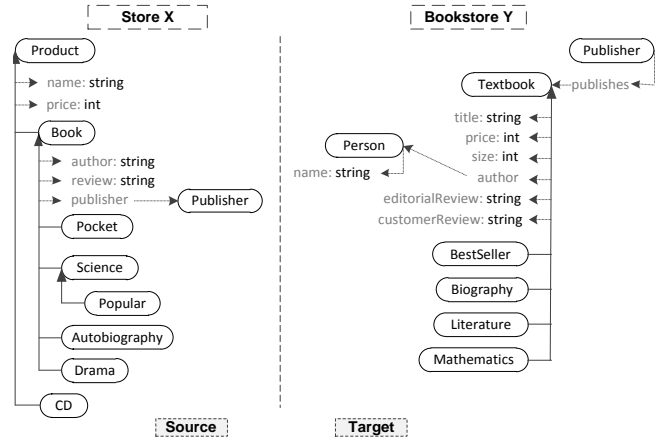 Store X
Bookstore Y
Product
Publisher
name: string
Textbook
publishes
price: int
title: string
Book
price: int
Person
size: int
author: string
name: string
author
review: string
publisher
Publisher
editorialReview: string
customerReview: string
Pocket
BestSeller
Science
Biography
Popular
Literature
Autobiography
Mathematics
Drama
CD
Source
Target